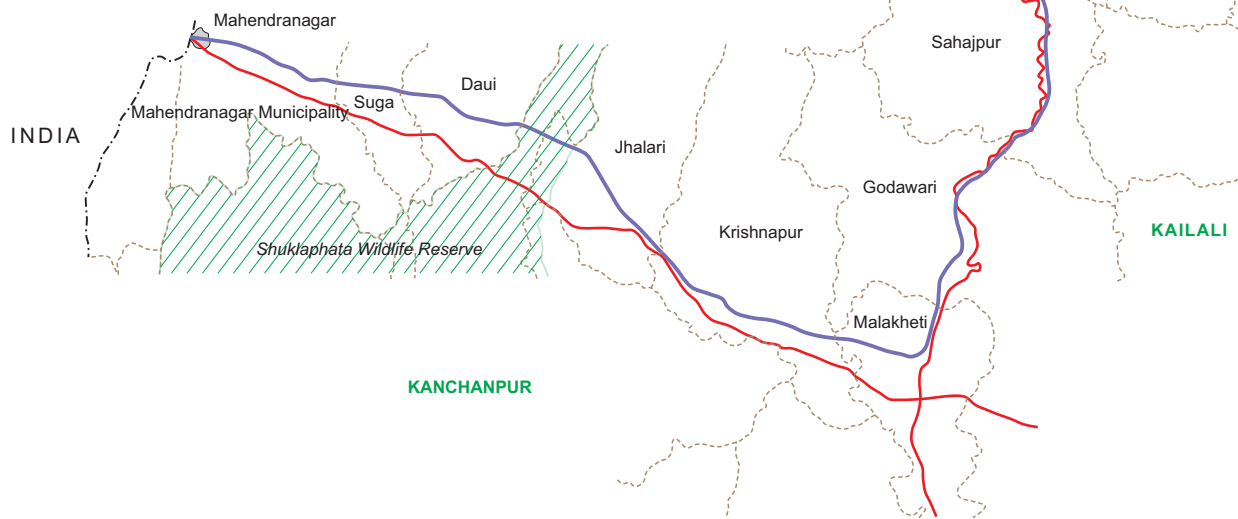 Mahendranagar
Sahajpur
Daui
Suga
Mahendranagar Municipality
INDIA
Jhalari
Godawari
KAILALI
Krishnapur
Shuklaphata Wildlife Reserve
Malakheti
KANCHANPUR